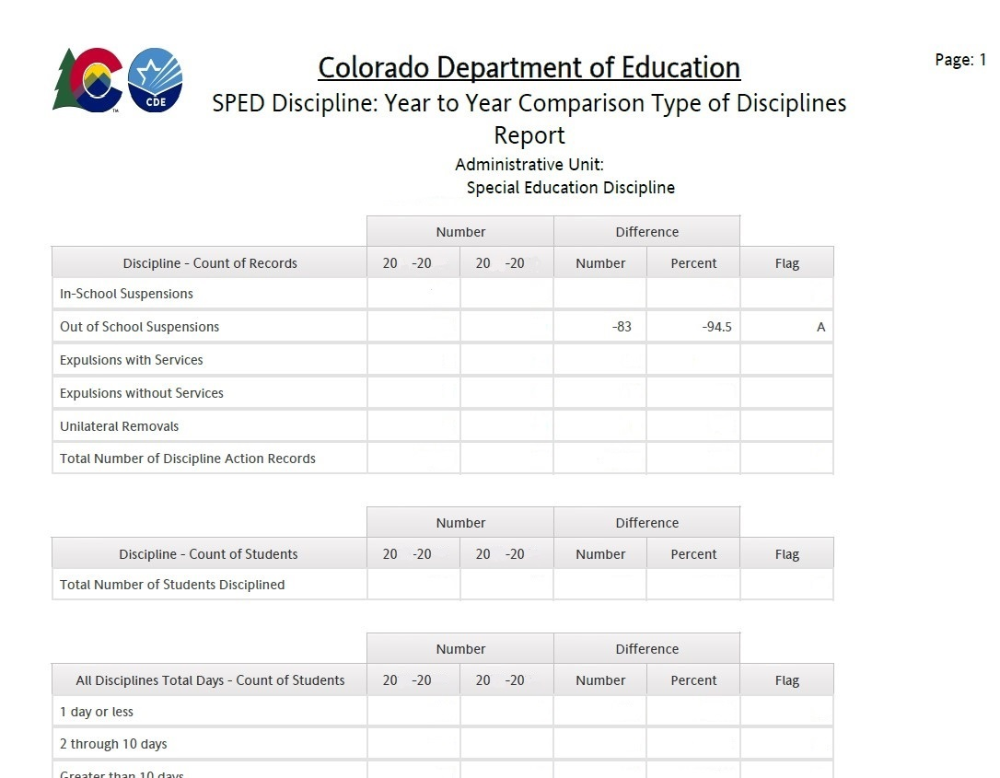 CDE
TM
Page: 1
Colorado Department of Education
SPED Discipline: Year to Year Comparison Type of Disciplines
Report
Administrative Unit:
Special Education Discipline
Number Difference
Discipline - Count of Records 20 -20 20 -20 Number Percent Flag
In-School Suspensions
Out of School Suspensions -83 -94.5 A
Expulsions with Services
Expulsions without Services
Unilateral Removals
Total Number of Discipline Action Records
Number Difference
Discipline - Count of Students 20 -20 20 -20 Number Percent Flag
Total Number of Students Disciplined
Number Difference
All Disciplines Total Days - Count of Students 20 -20 20 -20 Number Percent Flag
1 day or less
2 through 10 days
Greater than 10 days